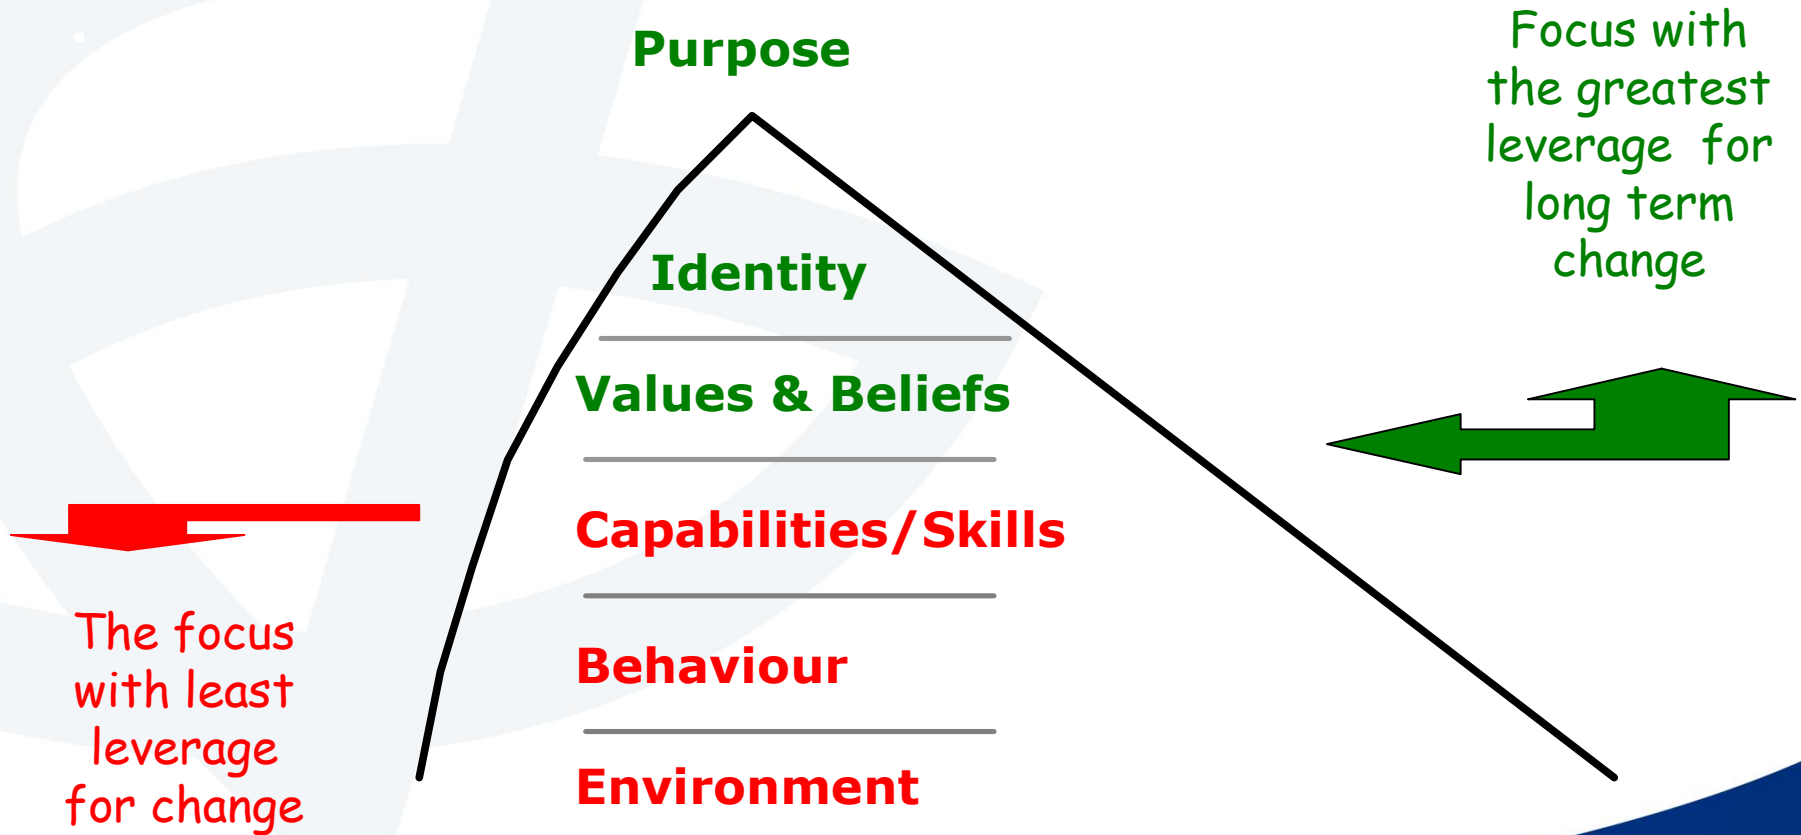 Purpose
Focus with
the greatest
leverage for
long term
change
Identity
Values & Beliefs
Capabilities/Skills
The focus
with least
leverage
for change
Behaviour
Environment